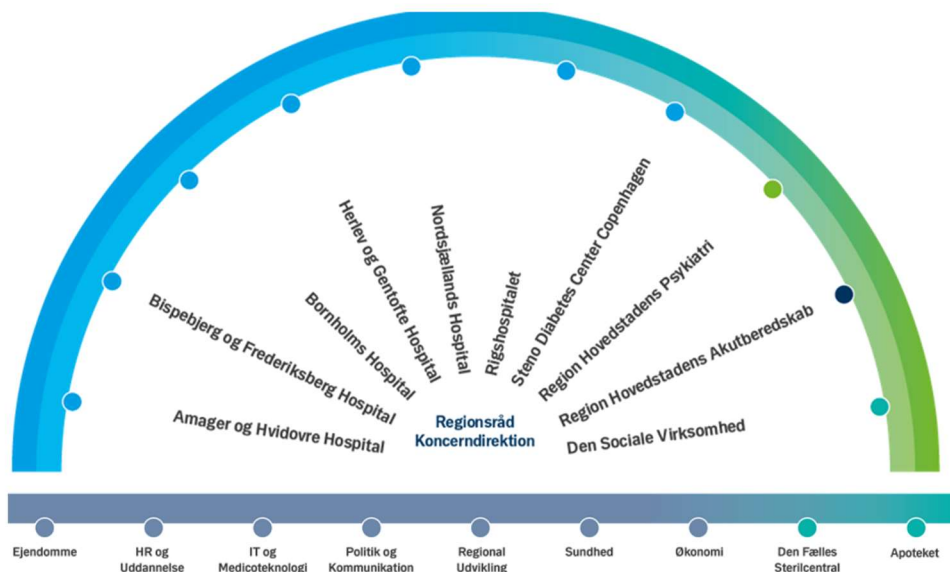 Amager og Hvidovre Hospital
Bispebjerg og Frederiksberg Hospital
Bornholms Hospital
Herlev og Gentofte Hospital
Nordsjællands Hospital
Rigshospitalet
Steno Diabetes Center Copenhagen
Region Hovedstadens Psykiatri
Region Hovedstadens Akutberedskab
Den Sociale Virksomhed
Regionsråd
Koncerndirektion
Ejendomme
HR og
Uddannelse
IT og
Medicoteknologi
Politik og
Kommunikation
Regional
Udvikling
Sundhed
Økonomi
Den Fælles
Sterilcentral
Apoteket